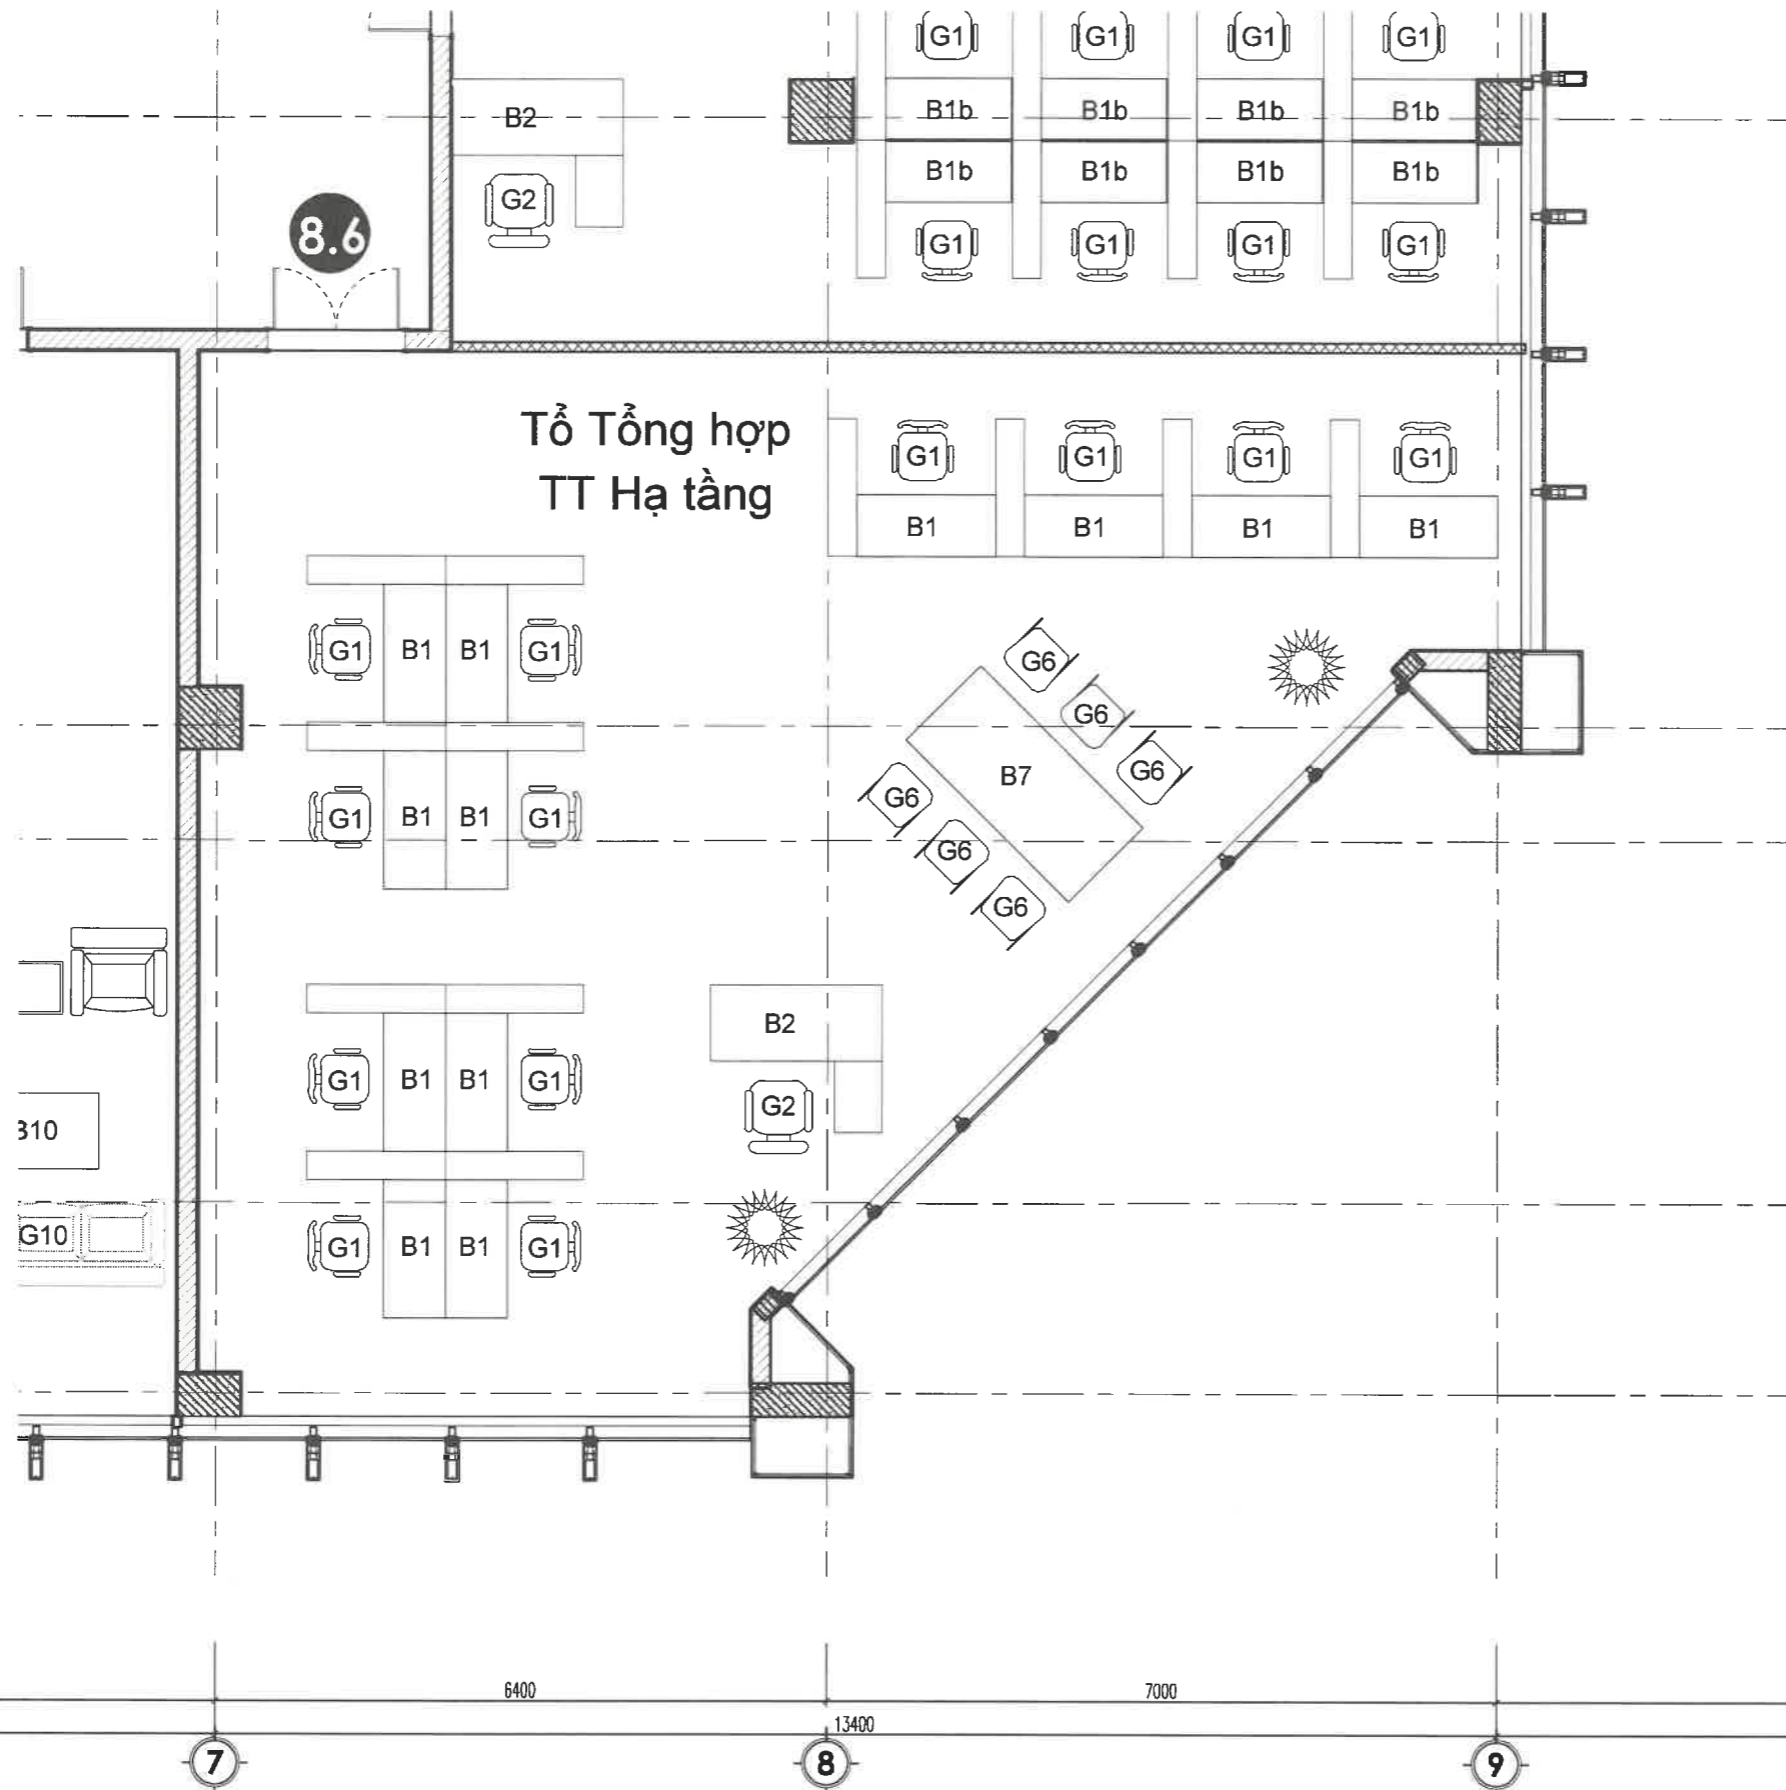 G1 G1 G1 G1
B2 B1b B1b B1b B1b
B1b B1b B1b B1b
G2
8.6 G1 G1 G1 G1
Tổ Tổng hợp
TT Hạ tầng
G1 G1 G1 G1
B1 B1 B1 B1
G1 B1 B1 G1
G6
G6
G6
B7
G6
G6
G6
G1 B1 B1 G1
B2
G1 B1 B1 G1
G2
B10
G10 G1 B1 B1 G1
6400 7000
13400
7 8 9